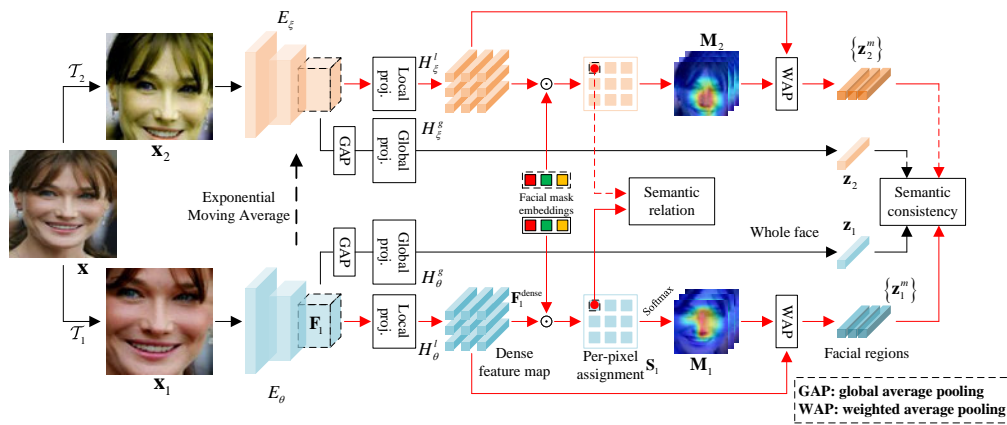 E_ξ
𝒯_2
x_2
Local proj.
H_ξ^l
M_2
WAP
{z_2^m}
GAP
Global proj.
H_ξ^g
z_2
x
Exponential
Moving Average
Facial mask
embeddings
Semantic
relation
Semantic
consistency
z_1
Whole face
GAP
Global proj.
H_θ^g
𝒯_1
x_1
F_1
E_θ
Local proj.
H_θ^l
F_1^dense
Dense
feature map
Per-pixel
assignment S_1
Softmax
M_1
WAP
{z_1^m}
Facial regions
GAP: global average pooling
WAP: weighted average pooling